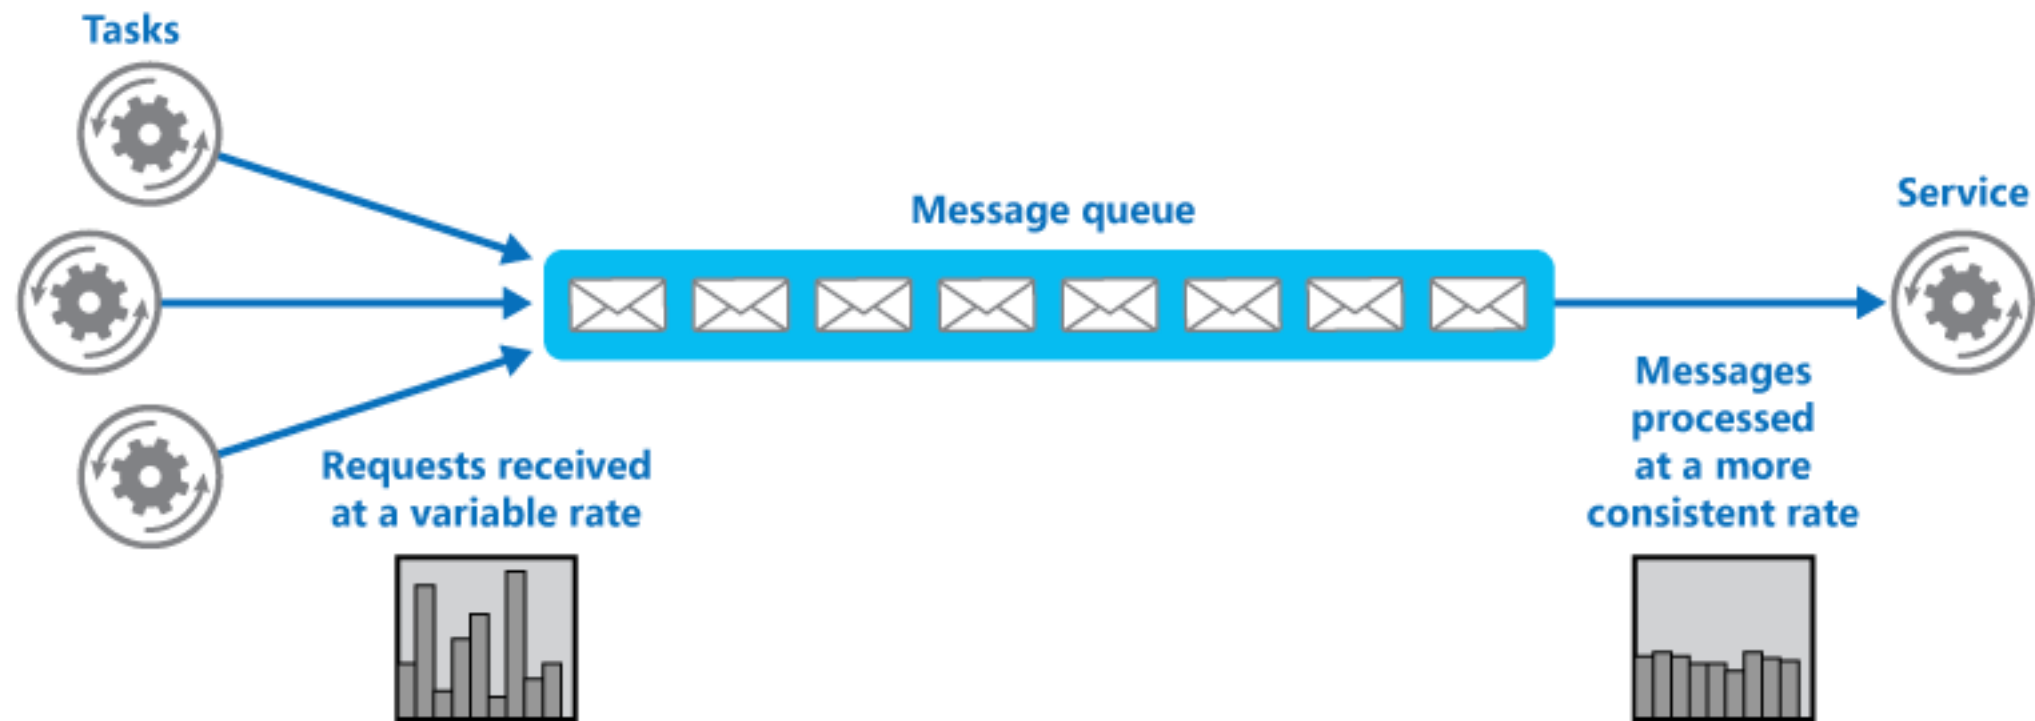 Tasks
Message queue
Service
Requests received
at a variable rate
Messages
processed
at a more
consistent rate